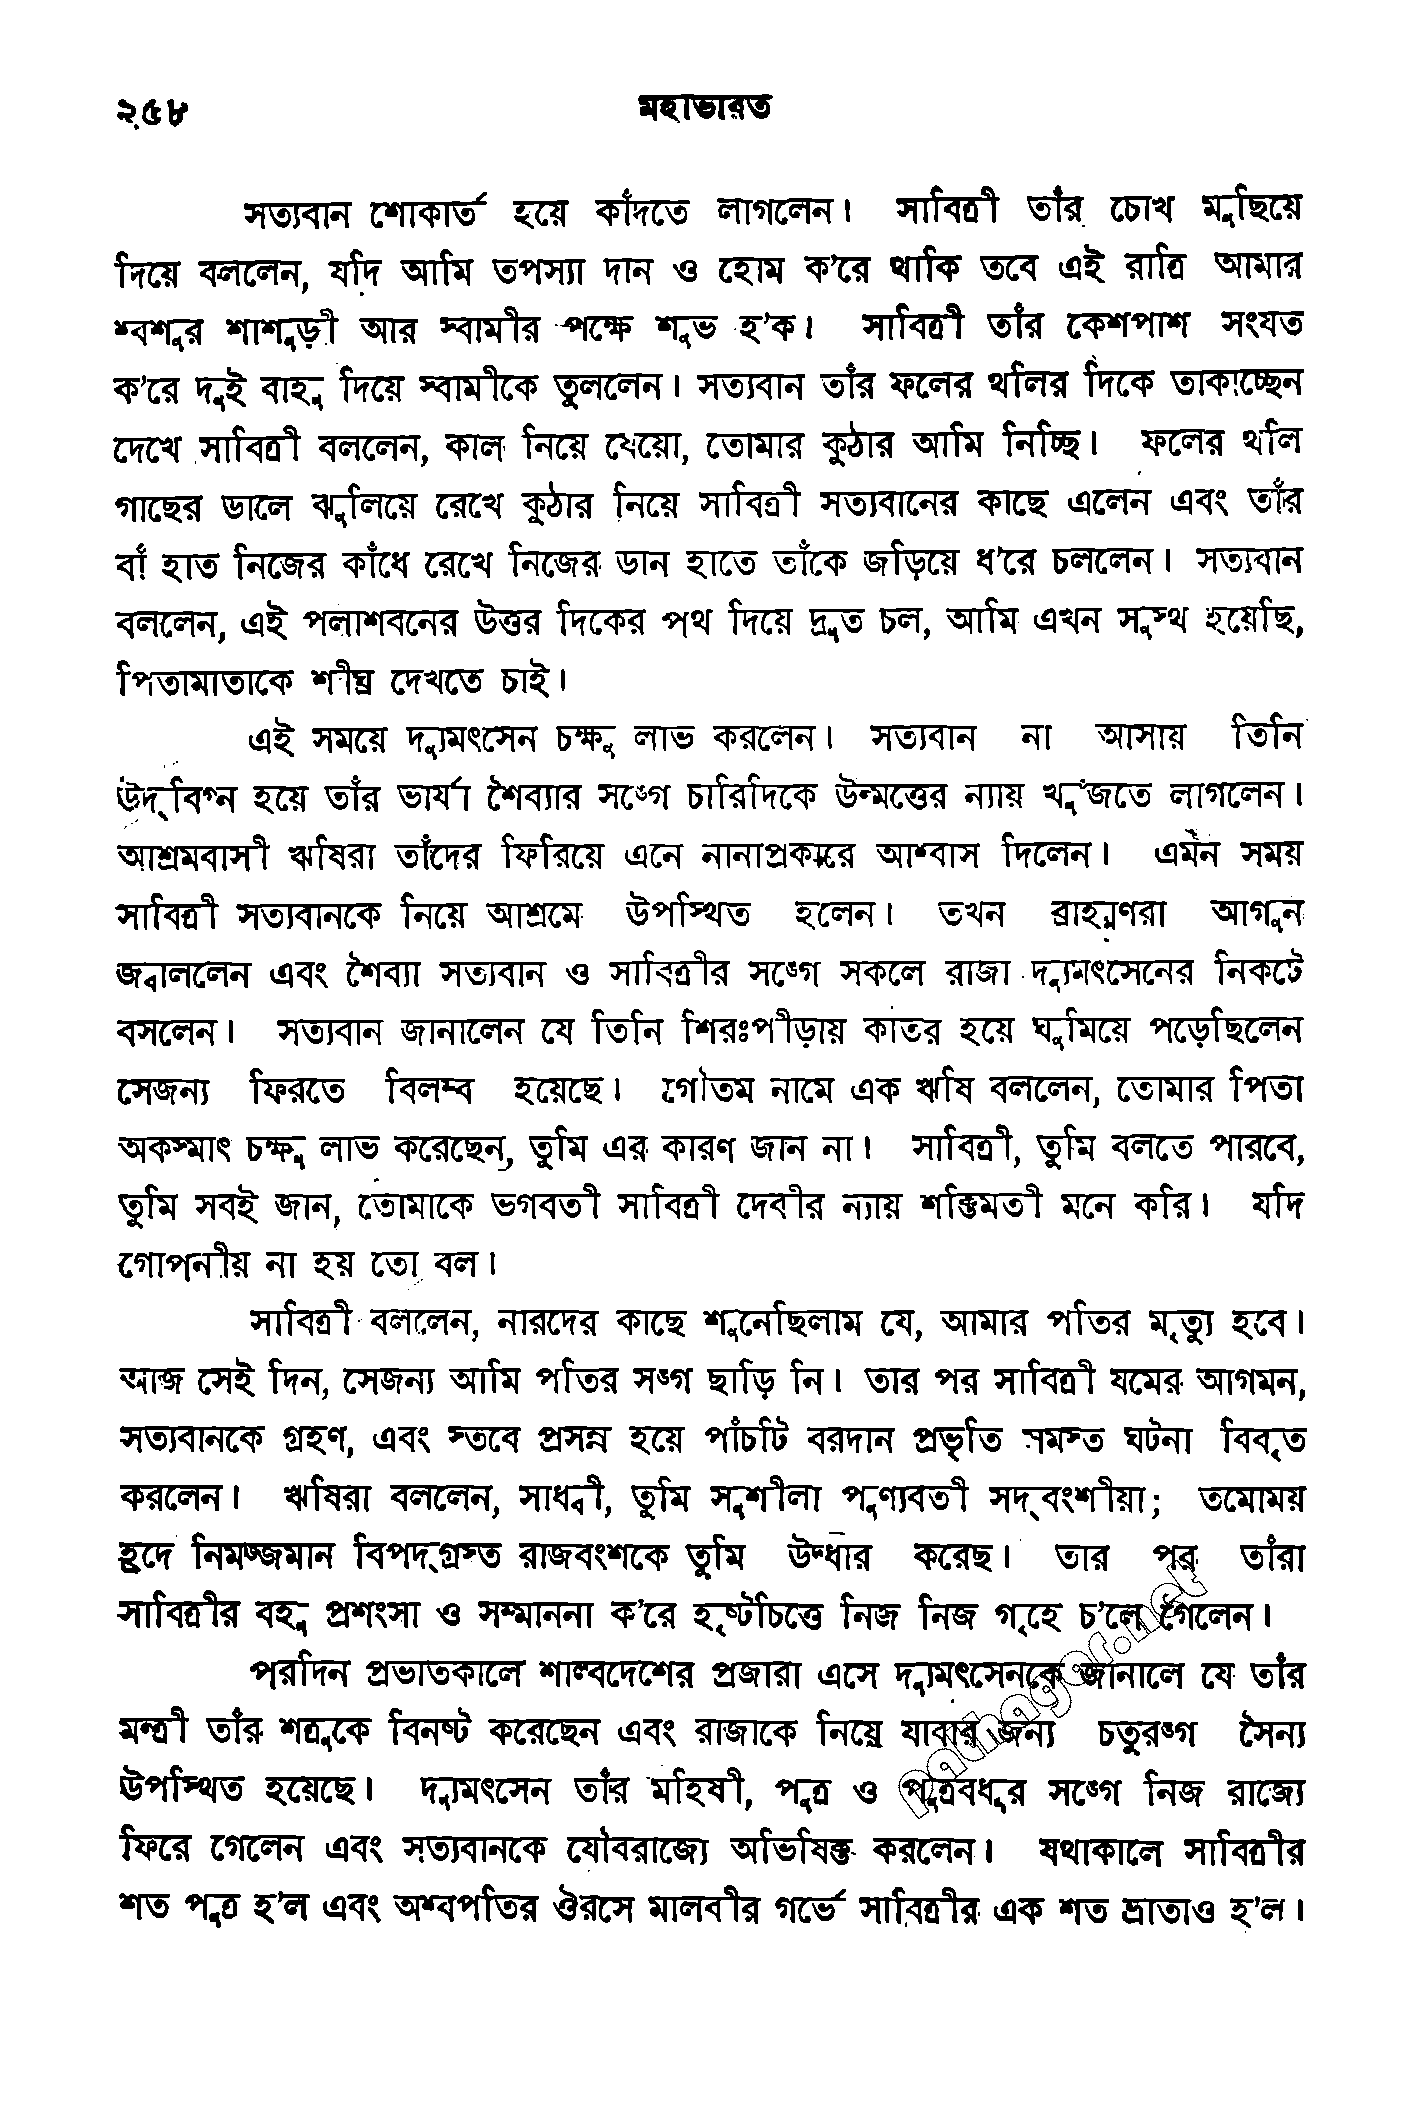 ২৫৮
মহাভারত
সত্যবান শোকার্ত হয়ে কাঁদতে লাগলেন। সাবিত্রী তাঁর চোখ মুছিয়ে
দিয়ে বললেন, যদি আমি তপস্যা দান ও হোম ক'রে থাকি তবে এই রাত্রি আমার
শ্বশুর শাশুড়ী আর স্বামীর পক্ষে শুভ হ'ক। সাবিত্রী তাঁর কেশপাশ সংযত
ক'রে দুই বাহু দিয়ে স্বামীকে তুললেন। সত্যবান তাঁর ফলের থলির দিকে তাকাচ্ছেন
দেখে সাবিত্রী বললেন, কাল নিয়ে যেয়ো, তোমার কুঠার আমি নিচ্ছি। ফলের থলি
গাছের ডালে ঝুলিয়ে রেখে কুঠার নিয়ে সাবিত্রী সত্যবানের কাছে এলেন এবং তাঁর
বাঁ হাত নিজের কাঁধে রেখে নিজের ডান হাতে তাঁকে জড়িয়ে ধ'রে চললেন। সত্যবান
বললেন, এই পলাশবনের উত্তর দিকের পথ দিয়ে দ্রুত চল, আমি এখন সুস্থ হয়েছি,
পিতামাতাকে শীঘ্র দেখতে চাই।
এই সময়ে দ্যুমৎসেন চক্ষু লাভ করলেন। সত্যবান না আসায় তিনি
উদ্‌বিগ্ন হয়ে তাঁর ভার্যা শৈব্যার সঙ্গে চারিদিকে উন্মত্তের ন্যায় খুঁজতে লাগলেন।
আশ্রমবাসী ঋষিরা তাঁদের ফিরিয়ে এনে নানাপ্রকারে আশ্বাস দিলেন। এমন সময়
সাবিত্রী সত্যবানকে নিয়ে আশ্রমে উপস্থিত হলেন। তখন ব্রাহ্মণরা আগুন
জ্বাললেন এবং শৈব্যা সত্যবান ও সাবিত্রীর সঙ্গে সকলে রাজা দ্যুমৎসেনের নিকটে
বসলেন। সত্যবান জানালেন যে তিনি শিরঃপীড়ায় কাতর হয়ে ঘুমিয়ে পড়েছিলেন
সেজন্য ফিরতে বিলম্ব হয়েছে। গৌতম নামে এক ঋষি বললেন, তোমার পিতা
অকস্মাৎ চক্ষু লাভ করেছেন, তুমি এর কারণ জান না। সাবিত্রী, তুমি বলতে পারবে,
তুমি সবই জান, তোমাকে ভগবতী সাবিত্রী দেবীর ন্যায় শক্তিমতী মনে করি। যদি
গোপনীয় না হয় তো বল।
সাবিত্রী বললেন, নারদের কাছে শুনেছিলাম যে, আমার পতির মৃত্যু হবে।
আজ সেই দিন, সেজন্য আমি পতির সঙ্গ ছাড়ি নি। তার পর সাবিত্রী যমের আগমন,
সত্যবানকে গ্রহণ, এবং স্তবে প্রসন্ন হয়ে পাঁচটি বরদান প্রভৃতি সমস্ত ঘটনা বিবৃত
করলেন। ঋষিরা বললেন, সাধ্বী, তুমি সুশীলা পুণ্যবতী সদ্‌বংশীয়া; তমোময়
হ্রদে নিমজ্জমান বিপদ্‌গ্রস্ত রাজবংশকে তুমি উদ্ধার করেছ। তার পর তাঁরা
সাবিত্রীর বহু প্রশংসা ও সম্মাননা ক'রে হৃষ্টচিত্তে নিজ নিজ গৃহে চ'লে গেলেন।
পরদিন প্রভাতকালে শাল্বদেশের প্রজারা এসে দ্যুমৎসেনকে জানালে যে তাঁর
মন্ত্রী তাঁর শত্রুকে বিনষ্ট করেছেন এবং রাজাকে নিয়ে যাবার জন্য চতুরঙ্গ সৈন্য
উপস্থিত হয়েছে। দ্যুমৎসেন তাঁর মহিষী, পুত্র ও পুত্রবধূর সঙ্গে নিজ রাজ্যে
ফিরে গেলেন এবং সত্যবানকে যৌবরাজ্যে অভিষিক্ত করলেন। যথাকালে সাবিত্রীর
শত পুত্র হ'ল এবং অশ্বপতির ঔরসে মালবীর গর্ভে সাবিত্রীর এক শত ভ্রাতাও হ'ল।
pathagar.net